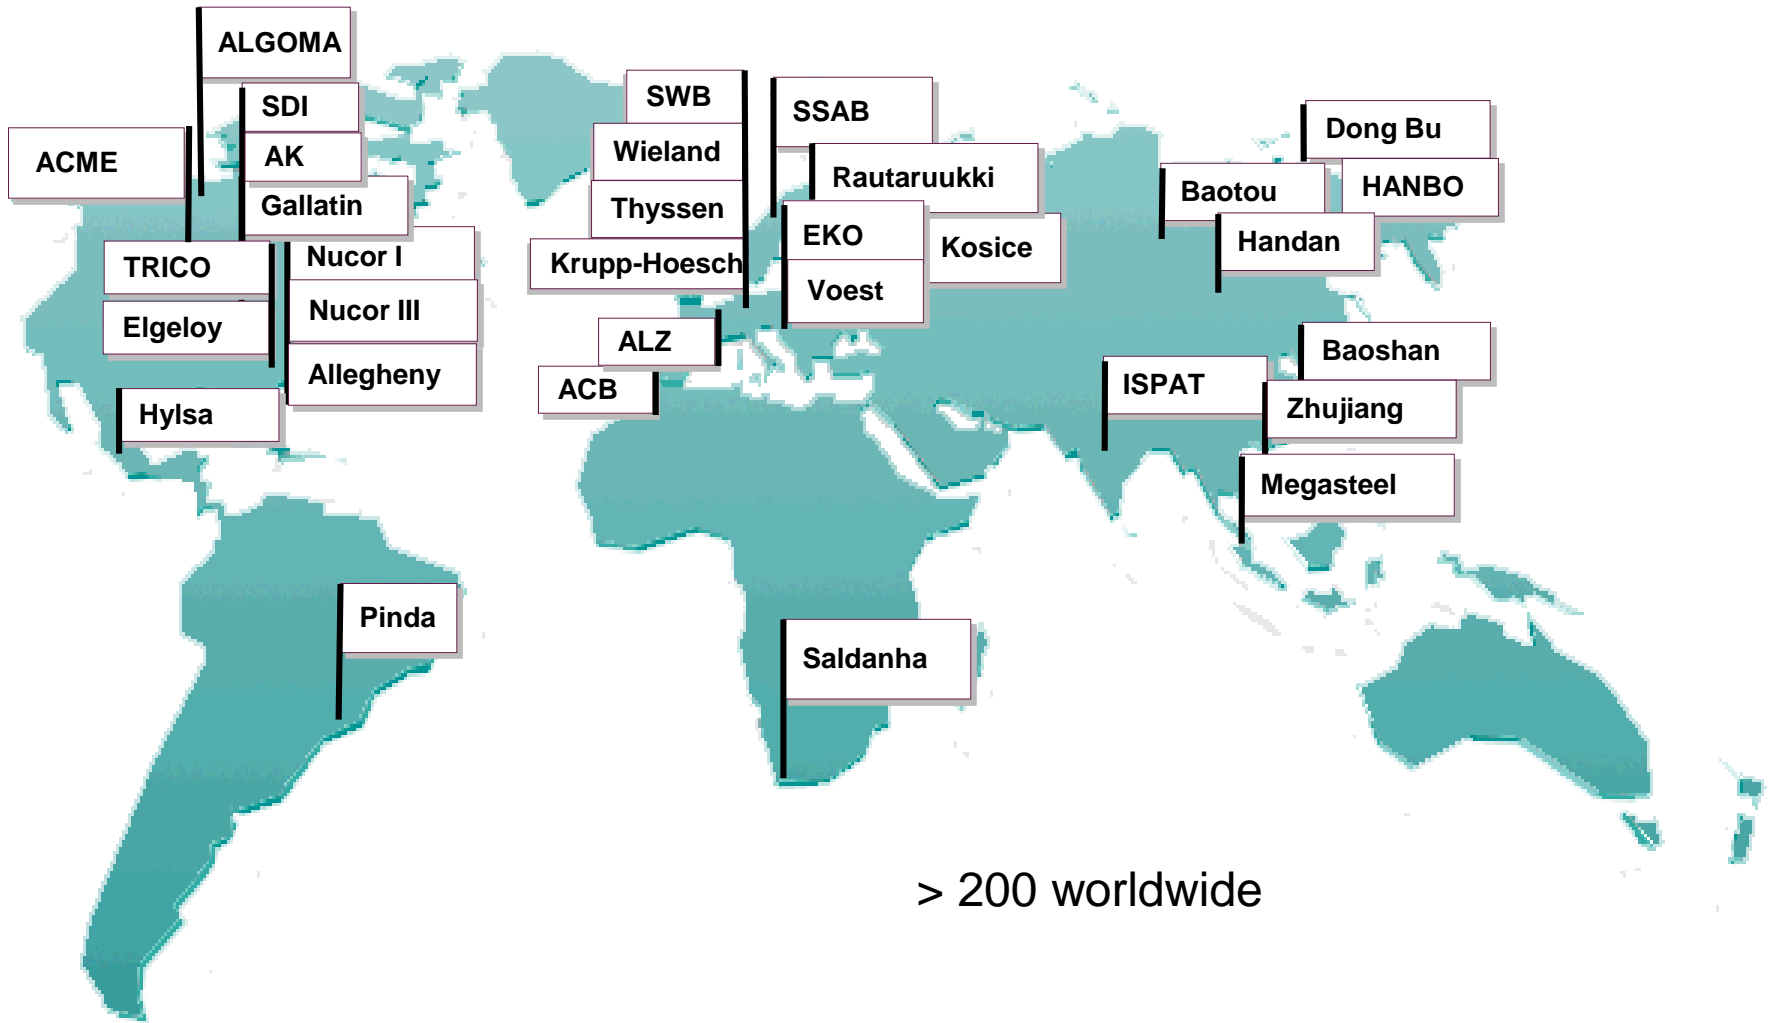 ALGOMA
SDI
AK
Gallatin
ACME
TRICO
Elgeloy
Nucor I
Nucor III
Allegheny
Hylsa
Pinda
SWB
Wieland
Thyssen
Krupp-Hoesch
ALZ
ACB
SSAB
Rautaruukki
EKO
Voest
Kosice
Saldanha
Dong Bu
HANBO
Baotou
Handan
Baoshan
ISPAT
Zhujiang
Megasteel
> 200 worldwide